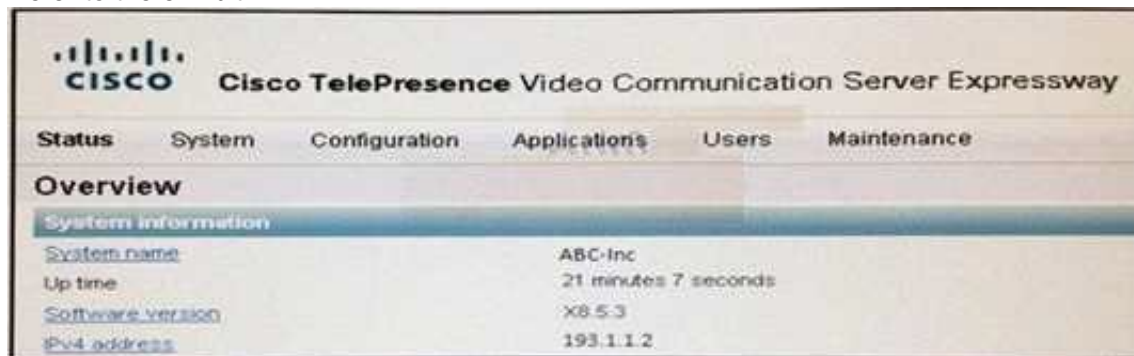 CISCO Cisco TelePresence Video Communication Server Expressway
Status System Configuration Applications Users Maintenance
Overview
System information
System name ABC-Inc
Up time 21 minutes 7 seconds
Software version X8.5.3
IPv4 address 193.1.1.2